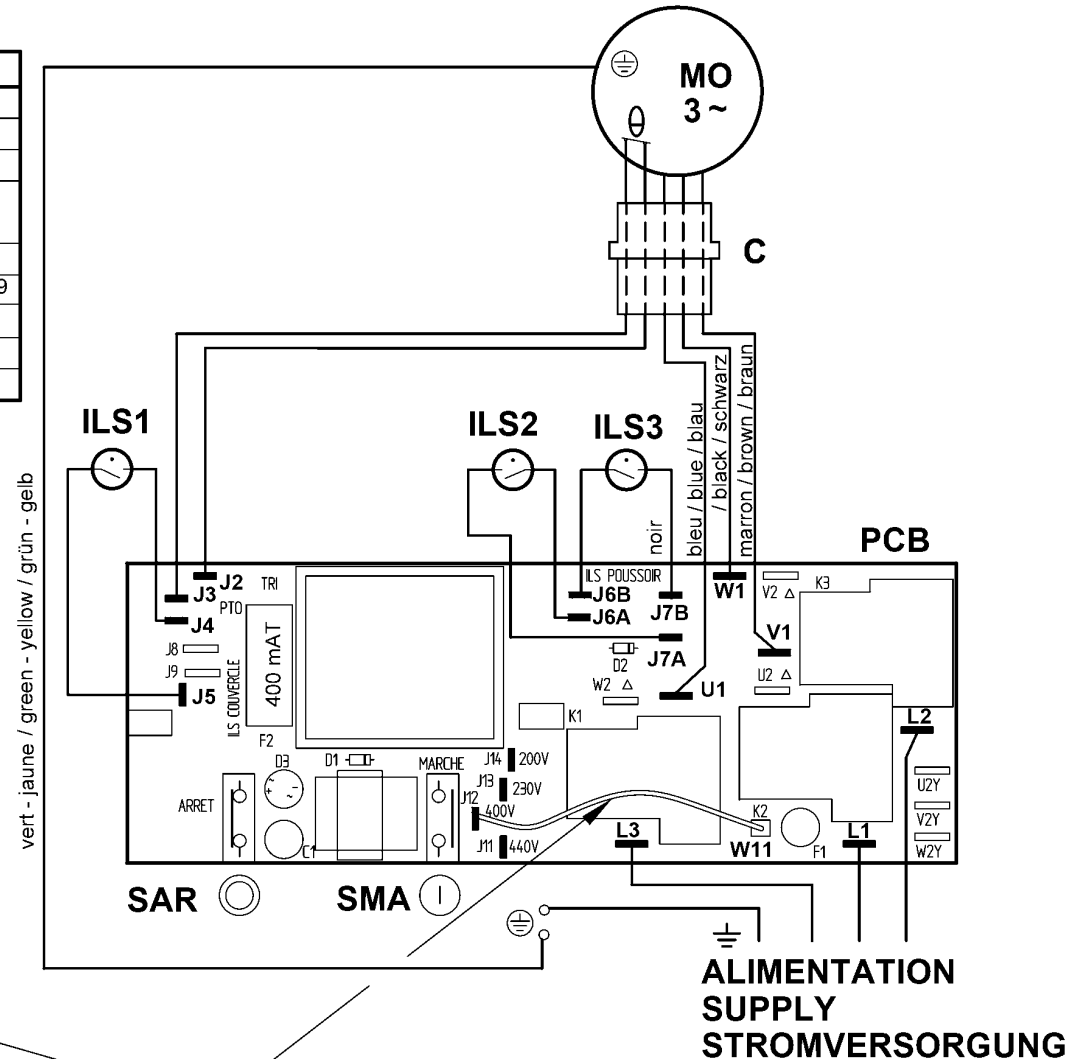 MO
3 ~
C
9
ILS1
ILS2
ILS3
vert - jaune / green - yellow / grün - gelb
noir
bleu / blue / blau
/ black / schwarz
marron / brown / braun
PCB
J2
TRI
J3
PTO
J4
J8
J9
J5
ILS COUVERCLE
400 mAT
F2
ILS POUSSOIR
J6B
J6A
J7B
J7A
D2
W2
U1
W1
V2
K3
V1
U2
L2
K1
D3
D1
MARCHE
J14
200V
J13
230V
J12
400V
J11
440V
ARRET
C1
L3
K2
W11
F1
L1
U2Y
V2Y
W2Y
SAR
SMA
ALIMENTATION
SUPPLY
STROMVERSORGUNG